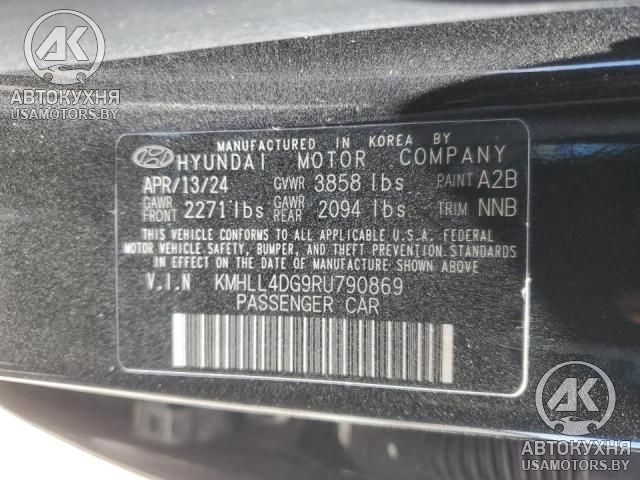 АК
АВТОКУХНЯ
USAMOTORS.BY
MANUFACTURED IN KOREA BY
HYUNDAI MOTOR COMPANY
APR/13/24 GVWR 3858 lbs PAINT A2B
GAWR FRONT 2271 lbs GAWR REAR 2094 lbs. TRIM NNB
THIS VEHICLE CONFORMS TO ALL APPLICABLE U.S.A. FEDERAL
MOTOR VEHICLE SAFETY, BUMPER, AND THEFT PREVENTION STANDARDS
IN EFFECT ON THE DATE OF MANUFACTURE SHOWN ABOVE.
V.I.N KMHLL4DG9RU790869
PASSENGER CAR
АК
АВТОКУХНЯ
USAMOTORS.BY